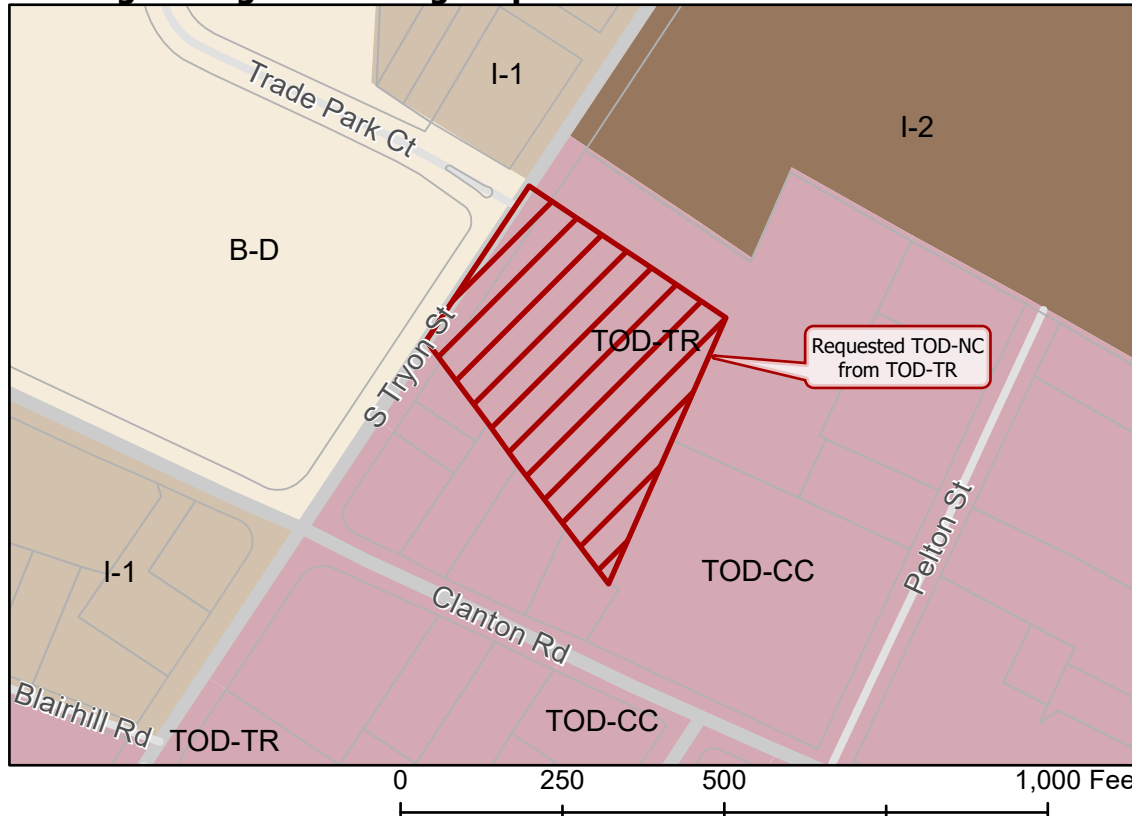 I-1
Trade Park Ct
I-2
B-D
S Tryon St
TOD-TR
Requested TOD-NC
from TOD-TR
I-1
Pelton St
TOD-CC
Clanton Rd
Blairhill Rd
TOD-TR
TOD-CC
0 250 500 1,000 Fee